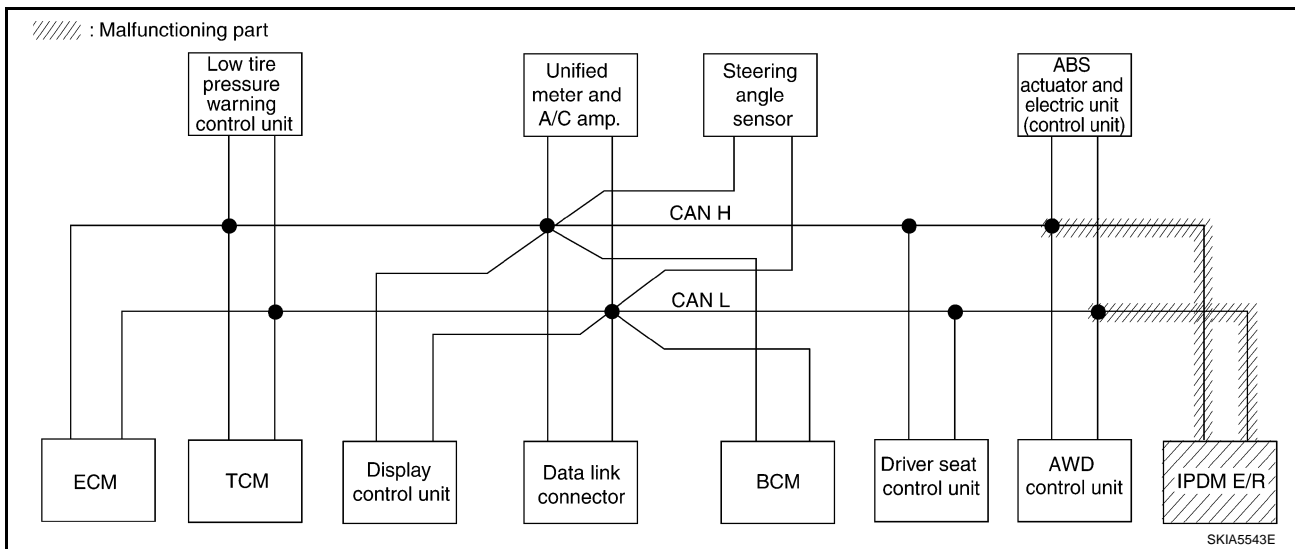 : Malfunctioning part
Low tire
pressure
warning
control unit
Unified
meter and
A/C amp.
Steering
angle
sensor
ABS
actuator and
electric unit
(control unit)
CAN H
CAN L
ECM
TCM
Display
control unit
Data link
connector
BCM
Driver seat
control unit
AWD
control unit
IPDM E/R
SKIA5543E